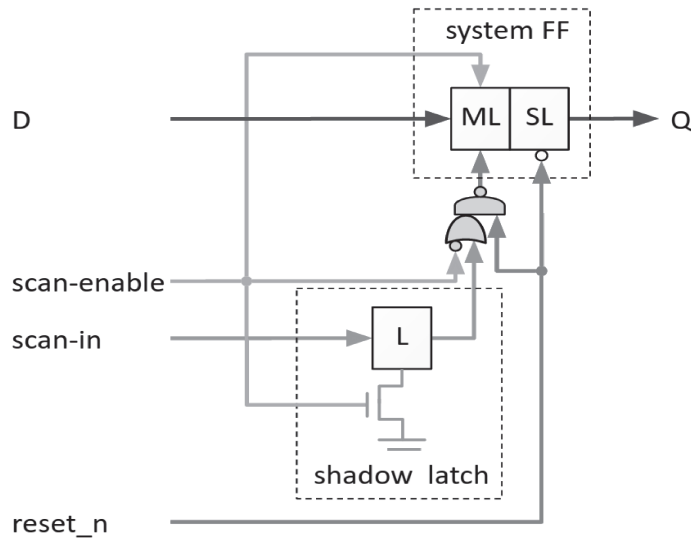 system FF
D
ML
SL
Q
scan-enable
scan-in
L
shadow latch
reset_n